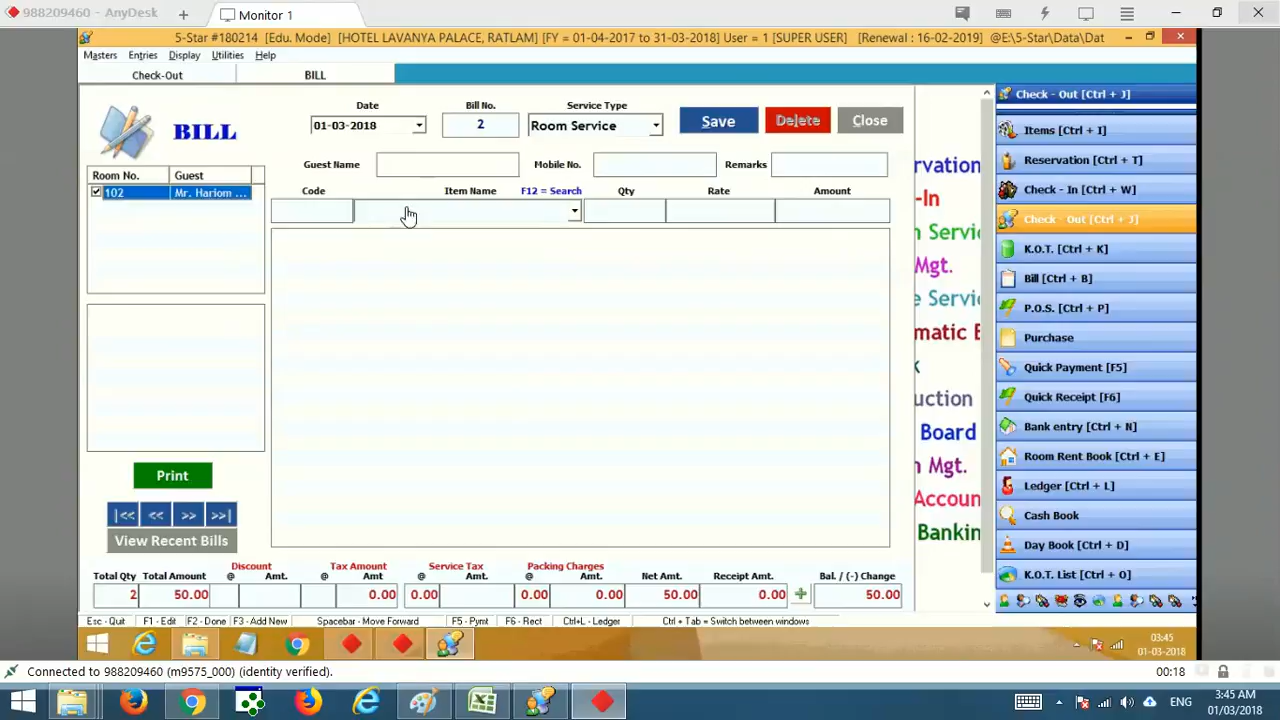 988209460 - AnyDesk
Monitor 1
5-Star #180214 [Edu. Mode] [HOTEL LAVANYA PALACE, RATLAM] [FY = 01-04-2017 to 31-03-2018] User = 1 [SUPER USER] [Renewal : 16-02-2019] @E:\5-Star\Data\Dat
Masters Entries Display Utilities Help
Check-Out BILL
Date Bill No. Service Type
01-03-2018 2 Room Service Save Delete Close
BILL
Guest Name Mobile No. Remarks
Room No. Guest
102 Mr. Hariom ...
Code Item Name F12 = Search Qty Rate Amount
Print
|<< << >> >>|
View Recent Bills
Discount Tax Amount Service Tax Packing Charges
Total Qty Total Amount @ Amt. @ Amt @ Amt. @ Amt. Net Amt. Receipt Amt. Bal. / (-) Change
2 50.00 0.00 0.00 0.00 0.00 50.00 0.00 50.00
Esc - Quit F1 - Edit F2 - Done F3 - Add New Spacebar - Move Forward F5 - Pymt F6 - Rect Ctrl+L - Ledger Ctrl + Tab = Switch between windows
ervation
-In
Mgt.
e Servic
matic
uction
Board
Mgt.
Accoun
Bankin
Check - Out [Ctrl + J]
Items [Ctrl + I]
Reservation [Ctrl + T]
Check - In [Ctrl + W]
Check - Out [Ctrl + J]
K.O.T. [Ctrl + K]
Bill [Ctrl + B]
P.O.S. [Ctrl + P]
Purchase
Quick Payment [F5]
Quick Receipt [F6]
Bank entry [Ctrl + N]
Room Rent Book [Ctrl + E]
Ledger [Ctrl + L]
Cash Book
Day Book [Ctrl + D]
K.O.T. List [Ctrl + O]
03:45
01-03-2018
Connected to 988209460 (m9575_000) (identity verified). 00:18
ENG
3:45 AM
01/03/2018